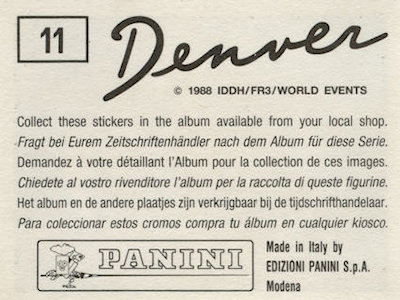 11
Denver
© 1988 IDDH/FR3/WORLD EVENTS
Collect these stickers in the album available from your local shop.
Fragt bei Eurem Zeitschriftenhändler nach dem Album für diese Serie.
Demandez à votre détaillant l'Album pour la collection de ces images.
Chiedete al vostro rivenditore l'album per la raccolta di queste figurine.
Het album en de andere plaatjes zijn verkrijgbaar bij de tijdschrifthandelaar.
Para coleccionar estos cromos compra tu álbum en cualquier kiosco.
PANINI
Made in Italy by
EDIZIONI PANINI S.p.A.
Modena